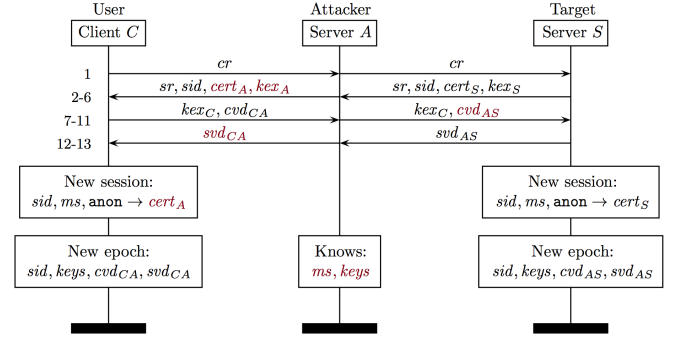 User Attacker Target
Client C Server A Server S
1 cr cr
2-6 sr, sid, cert_A, kex_A sr, sid, cert_S, kex_S
7-11 kex_C, cvd_CA kex_C, cvd_AS
12-13 svd_CA svd_AS
New session: New session:
sid, ms, anon → cert_A sid, ms, anon → cert_S
New epoch: Knows: New epoch:
sid, keys, cvd_CA, svd_CA ms, keys sid, keys, cvd_AS, svd_AS